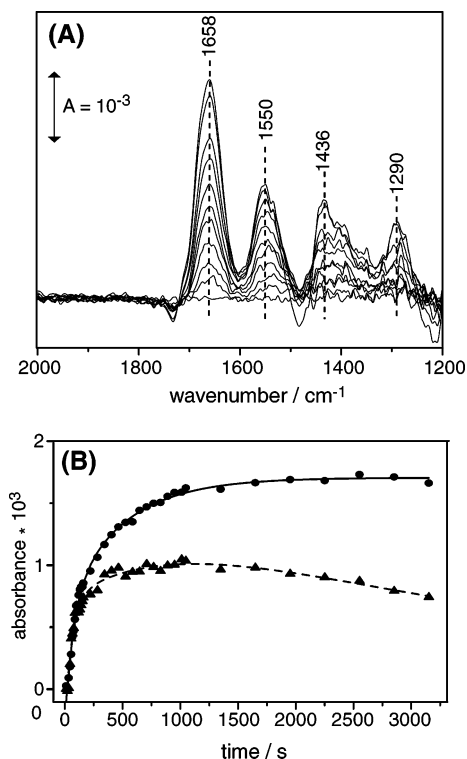 (A)
A = 10⁻³
1658
1550
1436
1290
2000 1800 1600 1400 1200
wavenumber / cm⁻¹
(B)
absorbance * 10³
2
1
0
0 0 500 1000 1500 2000 2500 3000
time / s